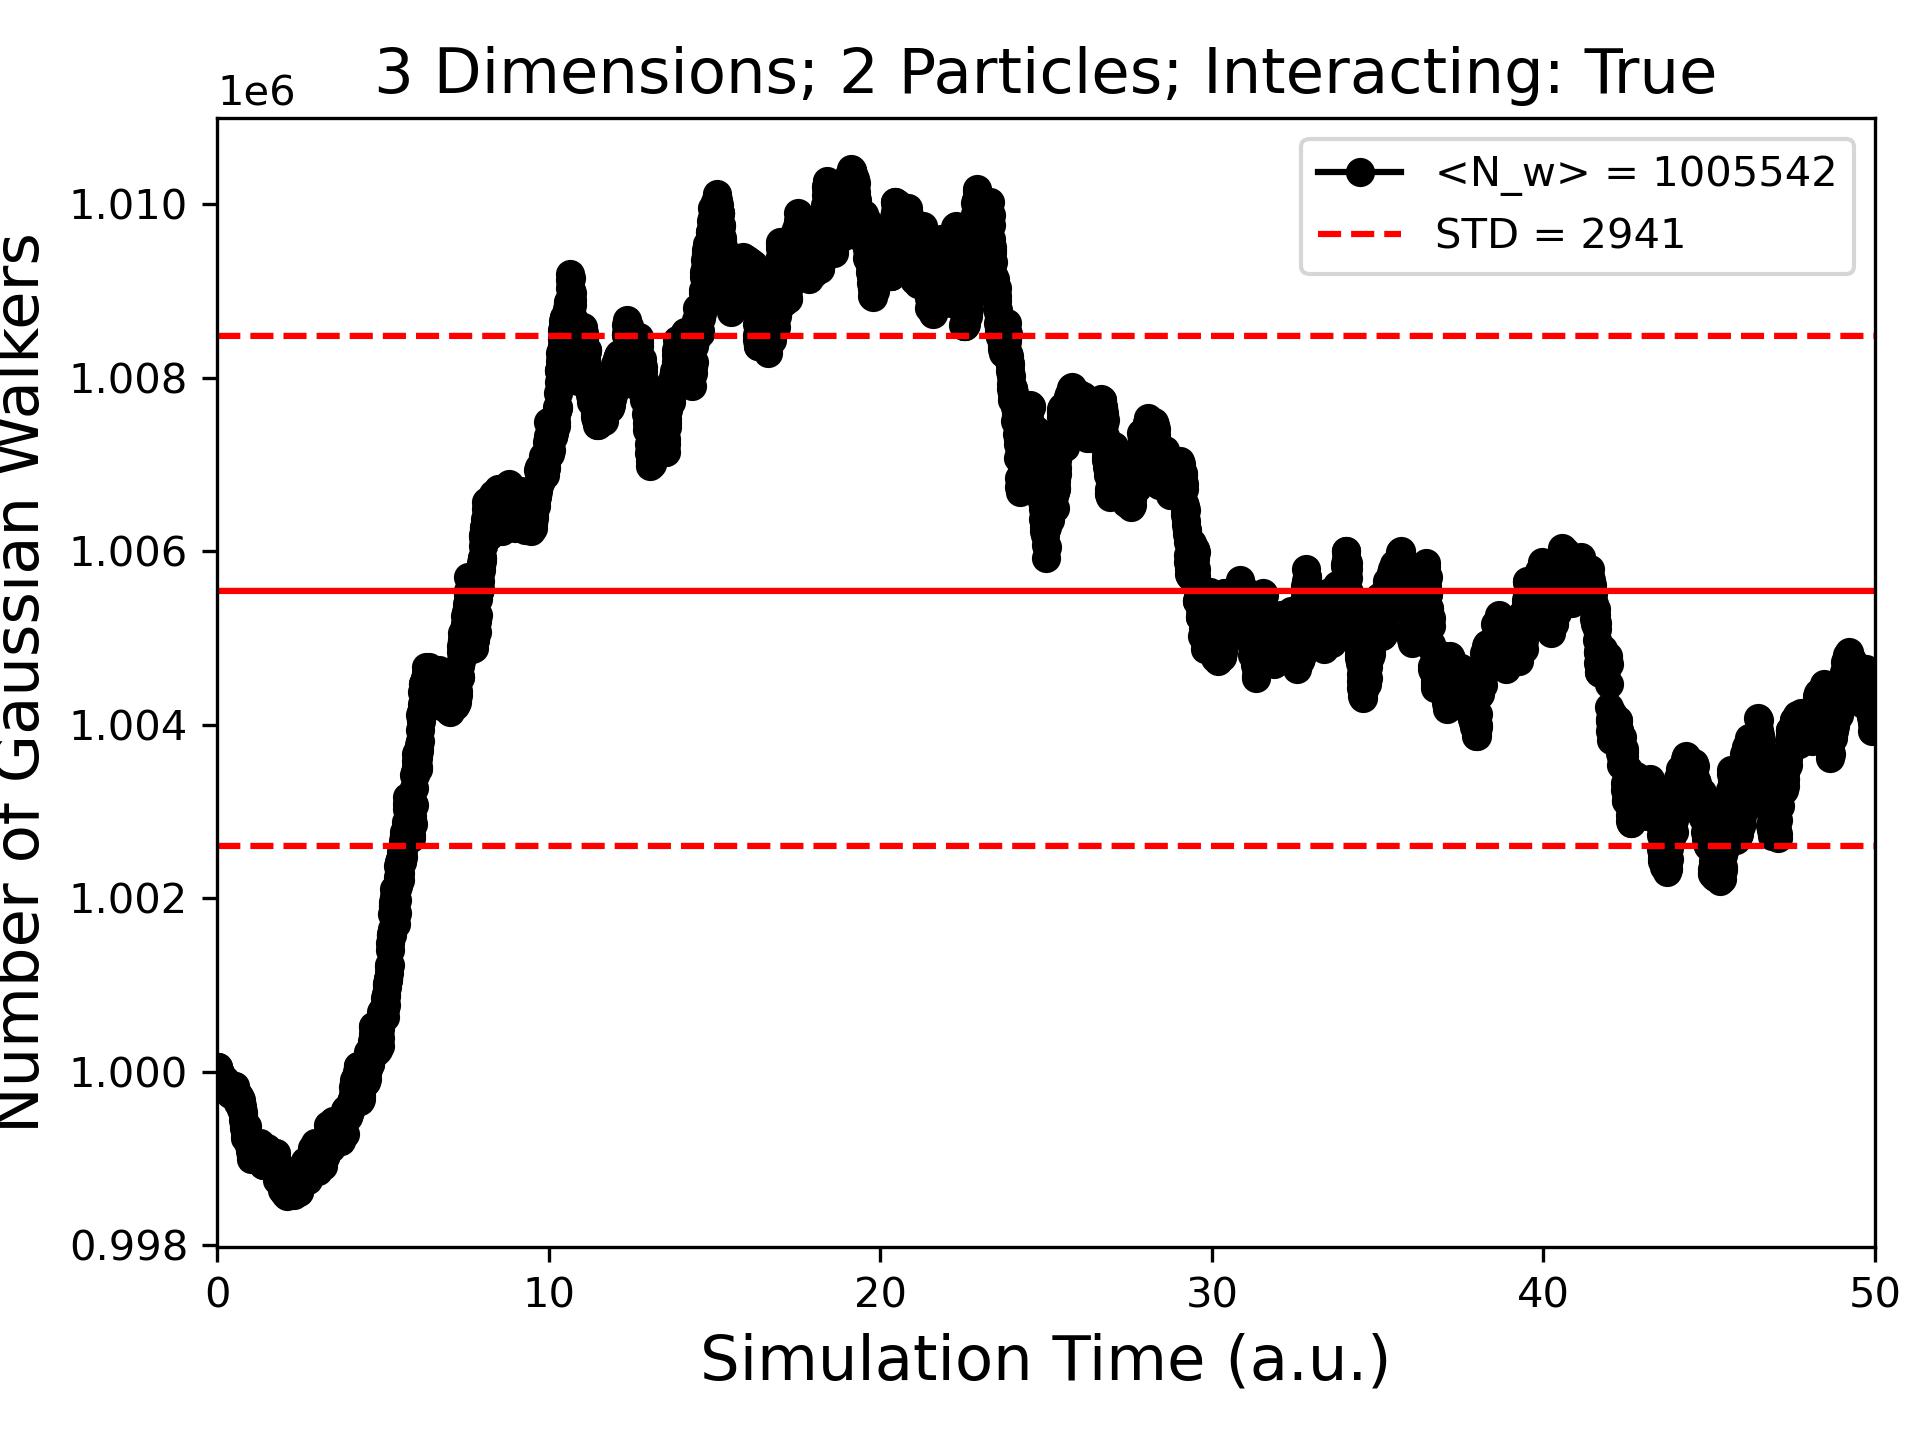 3 Dimensions; 2 Particles; Interacting: True
1e6
<N_w> = 1005542
STD = 2941
Number of Gaussian Walkers
1.010
1.008
1.006
1.004
1.002
1.000
0.998
0 10 20 30 40 50
Simulation Time (a.u.)